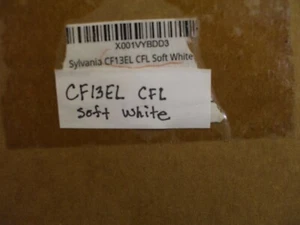 X001VYBDD3
Sylvania CF13EL CFL Soft White
CF13EL CFL
Soft White